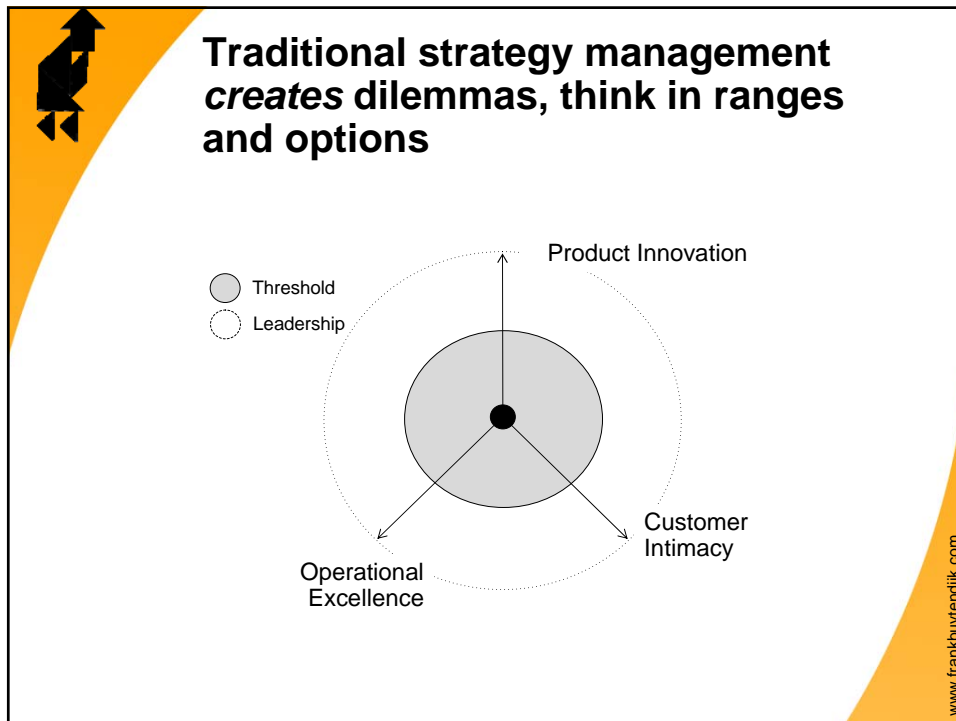 Traditional strategy management
creates dilemmas, think in ranges
and options
Product Innovation
Threshold
Leadership
Customer
Intimacy
Operational
Excellence
www.frankbuytendijk.com